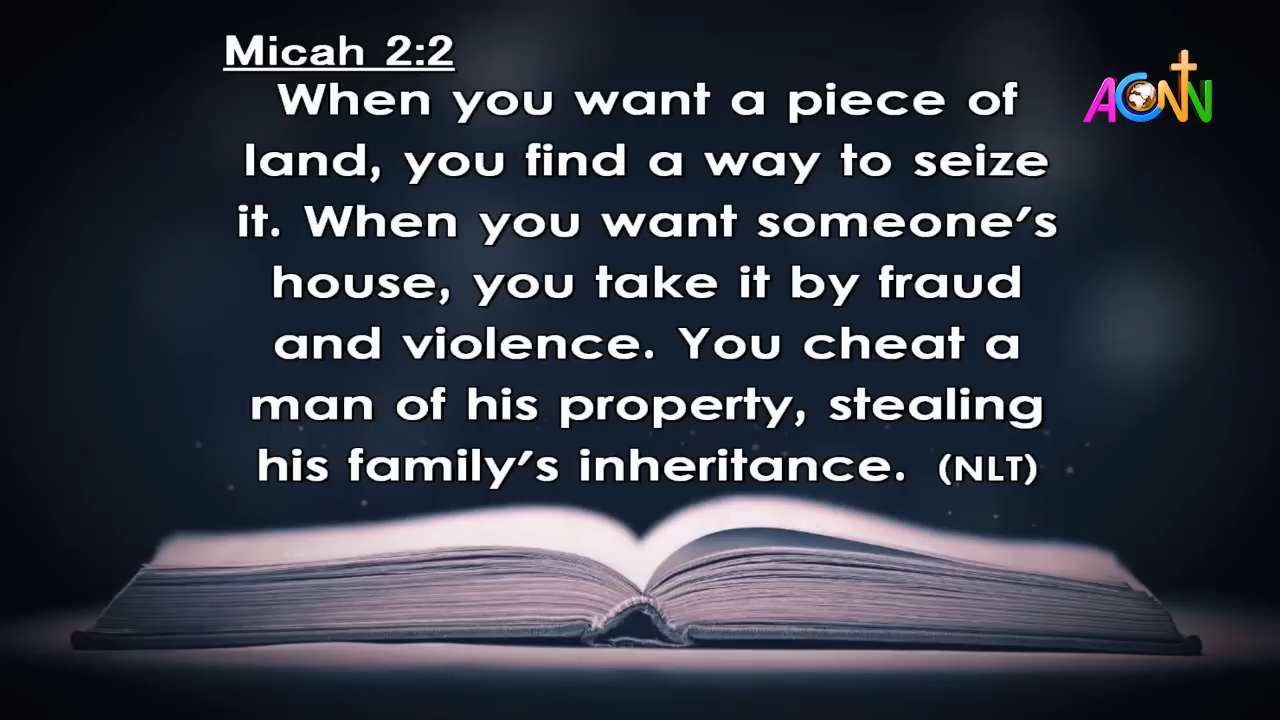 Micah 2:2
ACNN
When you want a piece of
land, you find a way to seize
it. When you want someone's
house, you take it by fraud
and violence. You cheat a
man of his property, stealing
his family's inheritance. (NLT)